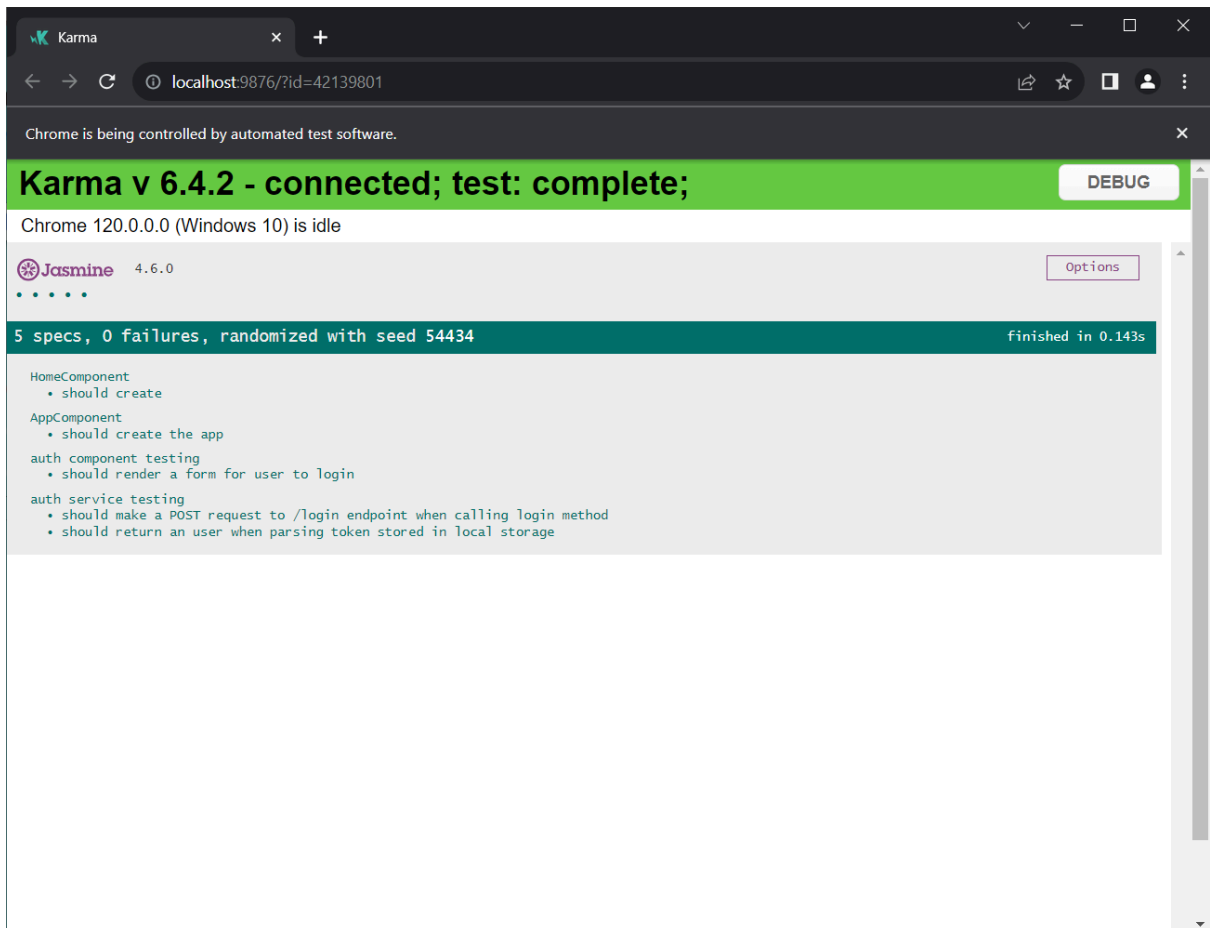 Karma
localhost:9876/?id=42139801
Chrome is being controlled by automated test software.
Karma v 6.4.2 - connected; test: complete;
DEBUG
Chrome 120.0.0.0 (Windows 10) is idle
Jasmine 4.6.0
Options
• • • • •
5 specs, 0 failures, randomized with seed 54434
finished in 0.143s
HomeComponent
• should create
AppComponent
• should create the app
auth component testing
• should render a form for user to login
auth service testing
• should make a POST request to /login endpoint when calling login method
• should return an user when parsing token stored in local storage